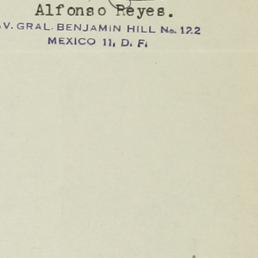 Alfonso Reyes.
V. GRAL. BENJAMIN HILL No. 122
MEXICO 11, D. F.